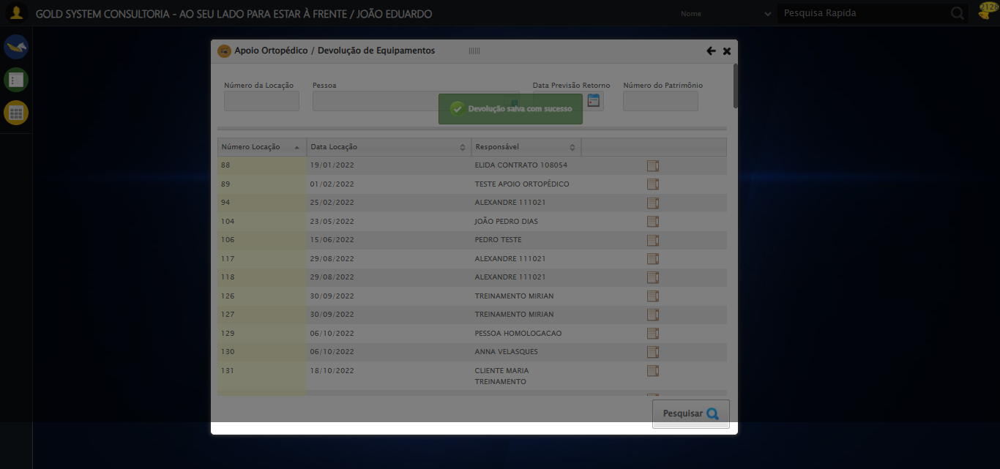 GOLD SYSTEM CONSULTORIA - AO SEU LADO PARA ESTAR À FRENTE / JOÃO EDUARDO
Nome
Pesquisa Rapida
2128
Apoio Ortopédico / Devolução de Equipamentos
Número da Locação Pessoa Data Previsão Retorno Número do Patrimônio
Devolução salva com sucesso
Número Locação Data Locação Responsável
88 19/01/2022 ELIDA CONTRATO 108054
89 01/02/2022 TESTE APOIO ORTOPÉDICO
94 25/02/2022 ALEXANDRE 111021
104 23/05/2022 JOÃO PEDRO DIAS
106 15/06/2022 PEDRO TESTE
117 29/08/2022 ALEXANDRE 111021
118 29/08/2022 ALEXANDRE 111021
126 30/09/2022 TREINAMENTO MIRIAN
127 30/09/2022 TREINAMENTO MIRIAN
129 06/10/2022 PESSOA HOMOLOGACAO
130 06/10/2022 ANNA VELASQUES
131 18/10/2022 CLIENTE MARIA
TREINAMENTO
Pesquisar